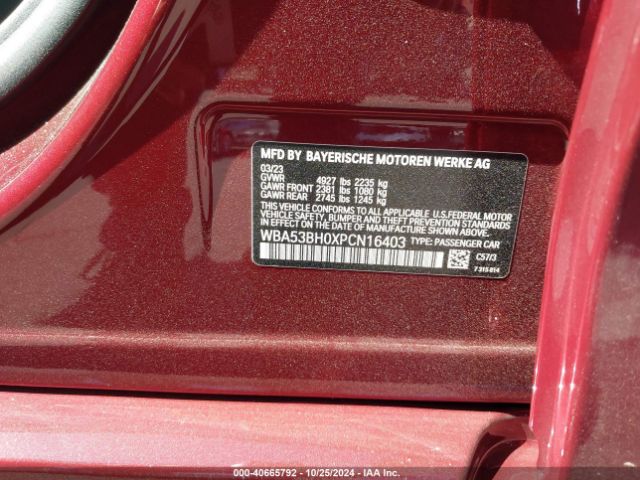 MFD BY BAYERISCHE MOTOREN WERKE AG
03/23
GVWR 4927 lbs 2235 kg
GAWR FRONT 2381 lbs 1080 kg
GAWR REAR 2745 lbs 1245 kg
THIS VEHICLE CONFORMS TO ALL APPLICABLE U.S.FEDERAL MOTOR
VEHICLE SAFETY, BUMPER AND THEFT PREVENTION STANDARDS
IN EFFECT ON THE DATE OF MANUFACTURE SHOWN ABOVE.
WBA53BH0XPCN16403 TYPE: PASSENGER CAR
C57/3
7 315 614
000-40665792 - 10/25/2024 - IAA Inc.